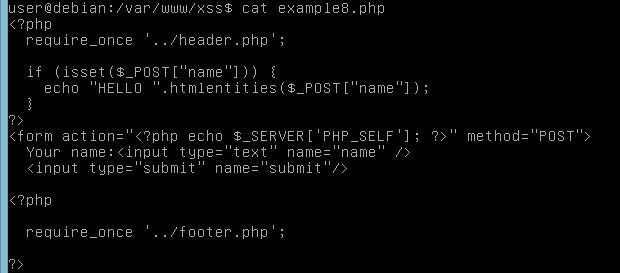 user@debian:/var/www/xss$ cat example8.php
<?php
  require_once '../header.php';

  if (isset($_POST["name"])) {
    echo "HELLO ".htmlentities($_POST["name"]);
  }
?>
<form action="<?php echo $_SERVER['PHP_SELF']; ?>" method="POST">
  Your name:<input type="text" name="name" />
  <input type="submit" name="submit"/>

<?php

  require_once '../footer.php';

?>